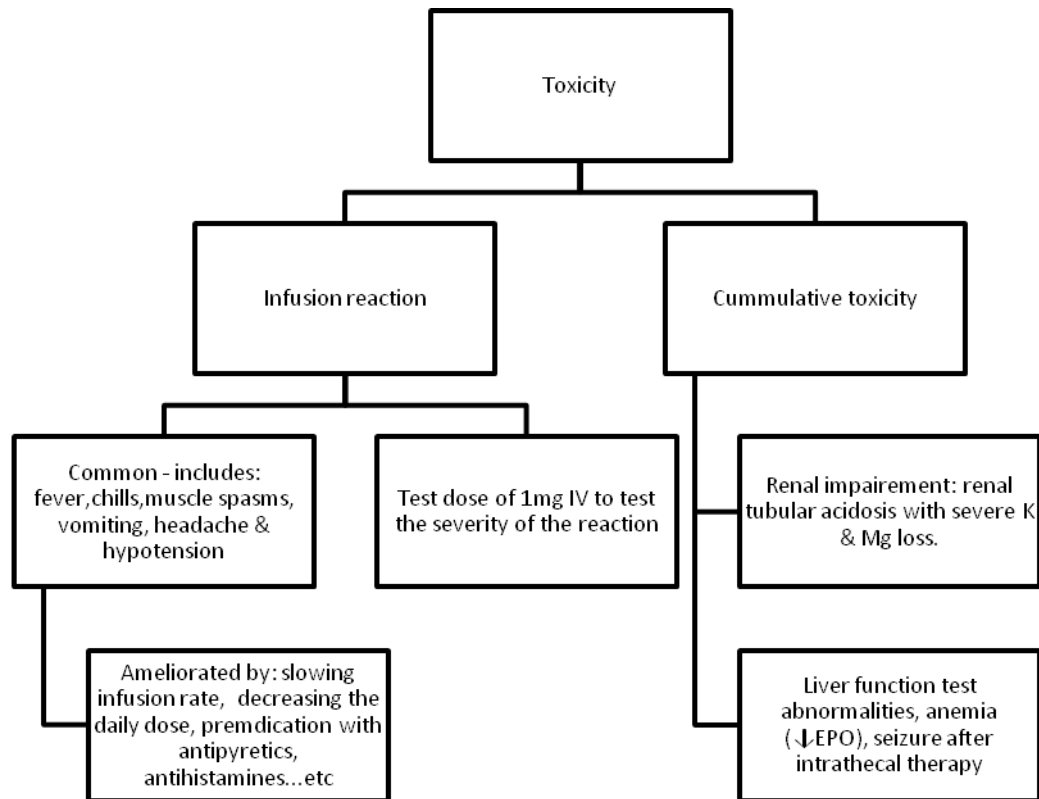 Toxicity
Infusion reaction
Cummulative toxicity
Common - includes:
fever,chills,muscle spasms,
vomiting, headache &
hypotension
Test dose of 1mg IV to test
the severity of the reaction
Renal impairement: renal
tubular acidosis with severe K
& Mg loss.
Ameliorated by: slowing
infusion rate,  decreasing the
daily dose, premdication with
antipyretics,
antihistamines...etc
Liver function test
abnormalities, anemia
(↓EPO), seizure after
intrathecal therapy